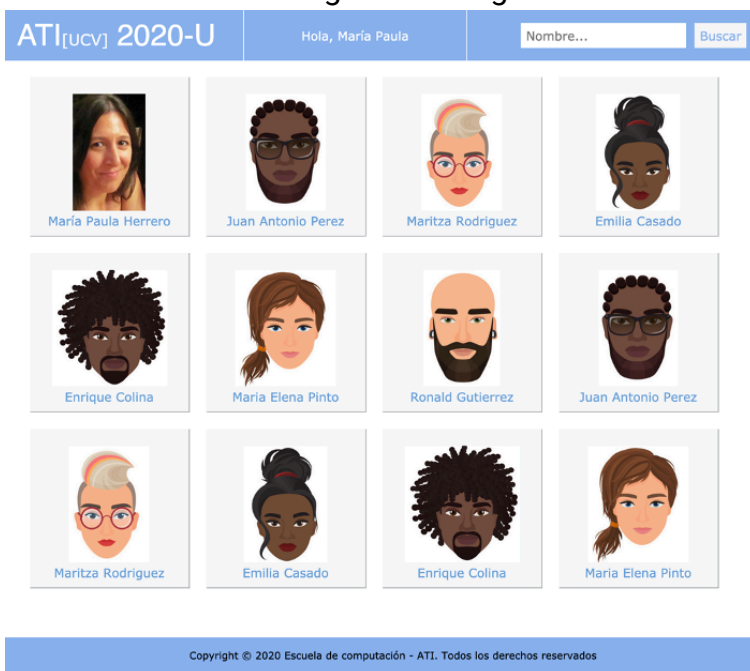 ATI[UCV] 2020-U
Hola, María Paula
Nombre...
Buscar
María Paula Herrero
Juan Antonio Perez
Maritza Rodriguez
Emilia Casado
Enrique Colina
Maria Elena Pinto
Ronald Gutierrez
Juan Antonio Perez
Maritza Rodriguez
Emilia Casado
Enrique Colina
Maria Elena Pinto
Copyright © 2020 Escuela de computación - ATI. Todos los derechos reservados